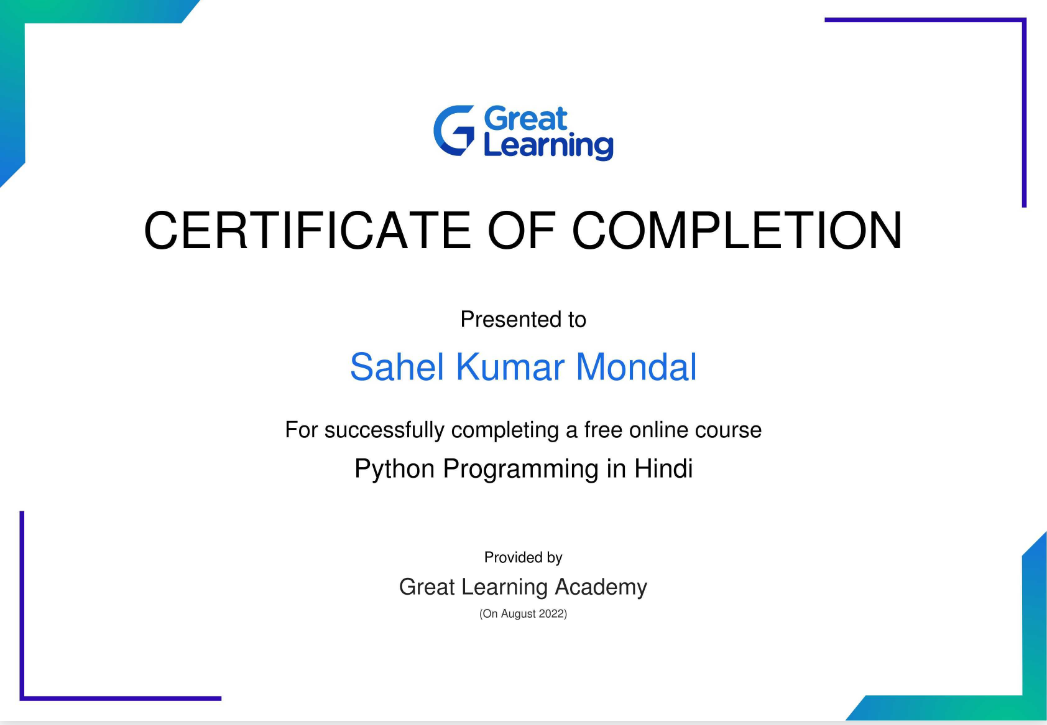 Great
Learning
CERTIFICATE OF COMPLETION
Presented to
Sahel Kumar Mondal
For successfully completing a free online course
Python Programming in Hindi
Provided by
Great Learning Academy
(On August 2022)